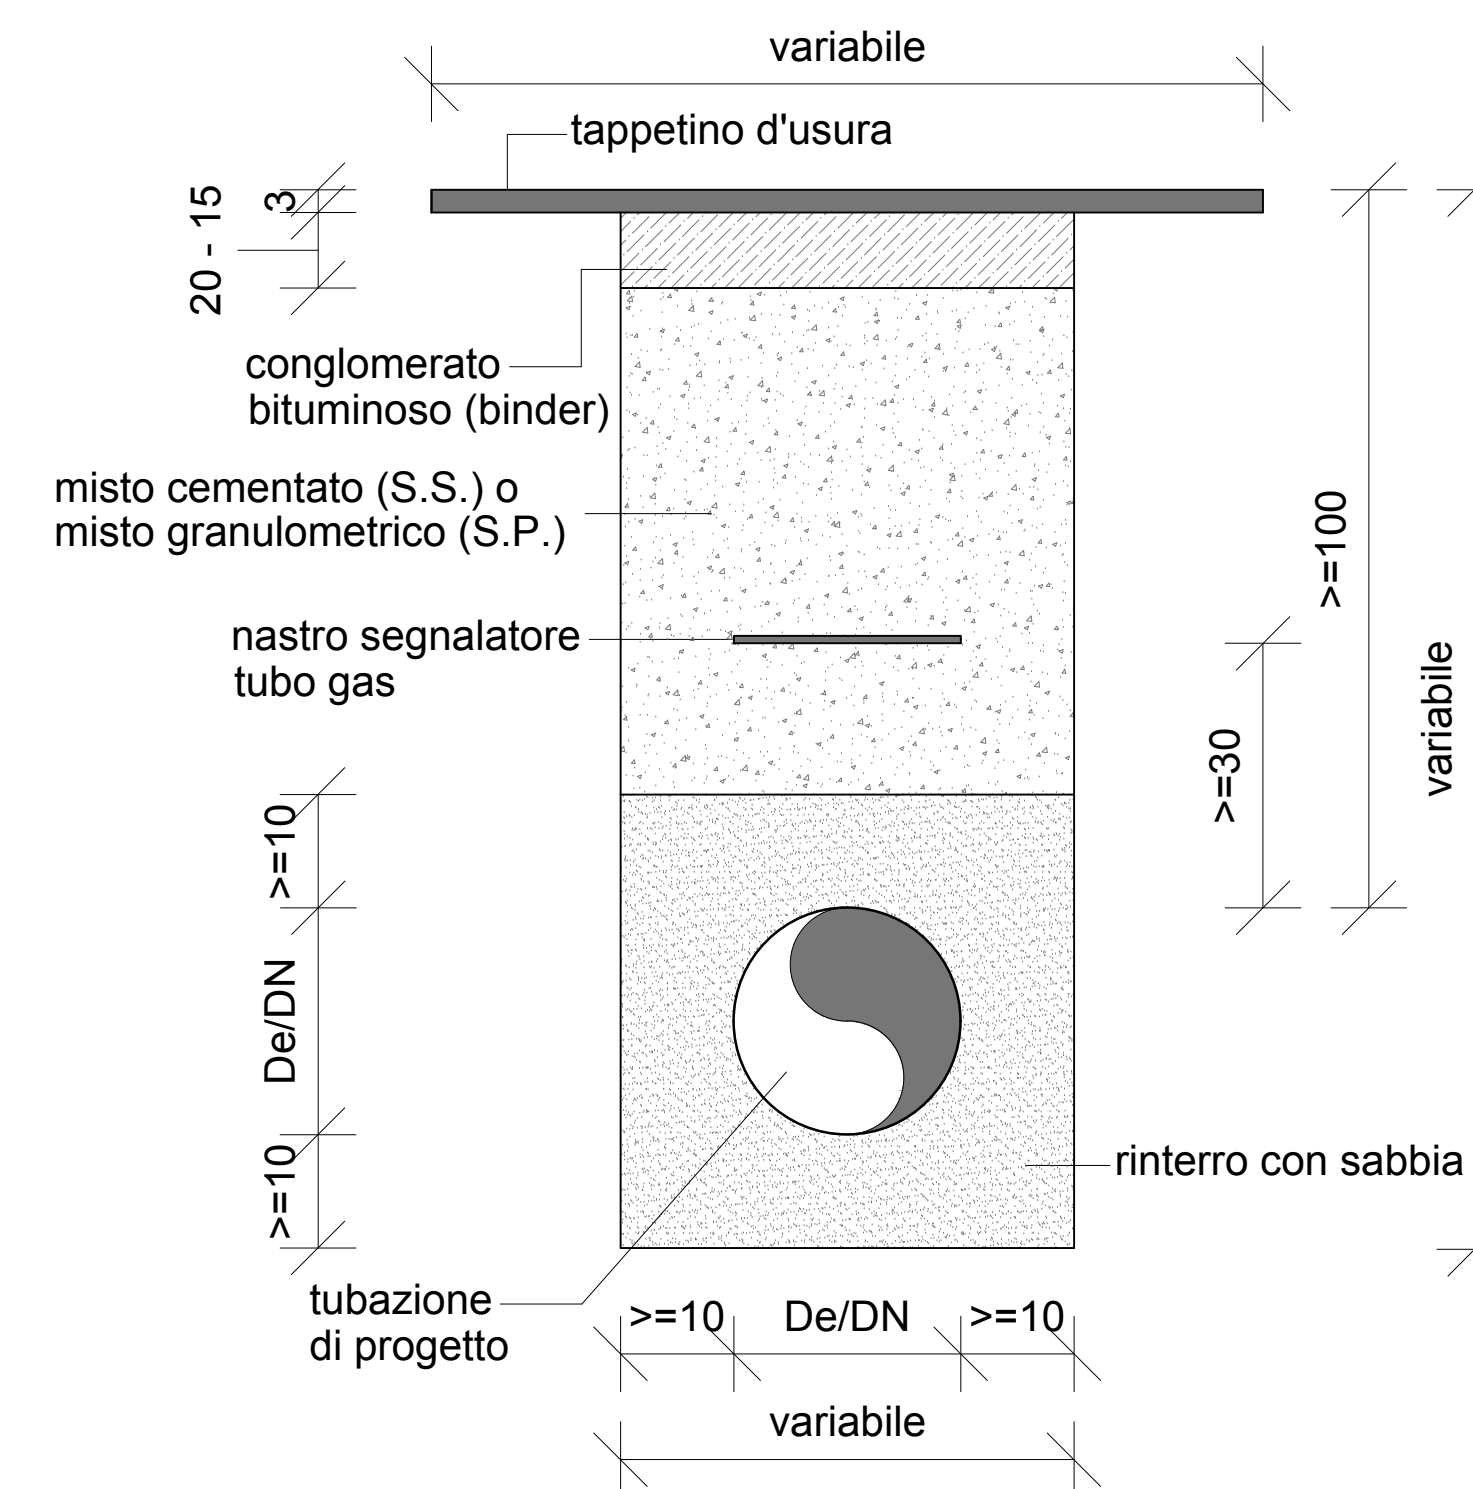 variabile
tappetino d'usura
3
20 - 15
conglomerato
bituminoso (binder)
misto cementato (S.S.) o
misto granulometrico (S.P.)
>=100
nastro segnalatore
tubo gas
variabile
>=30
>=10
De/DN
>=10
rinterro con sabbia
tubazione
di progetto
>=10 De/DN >=10
variabile